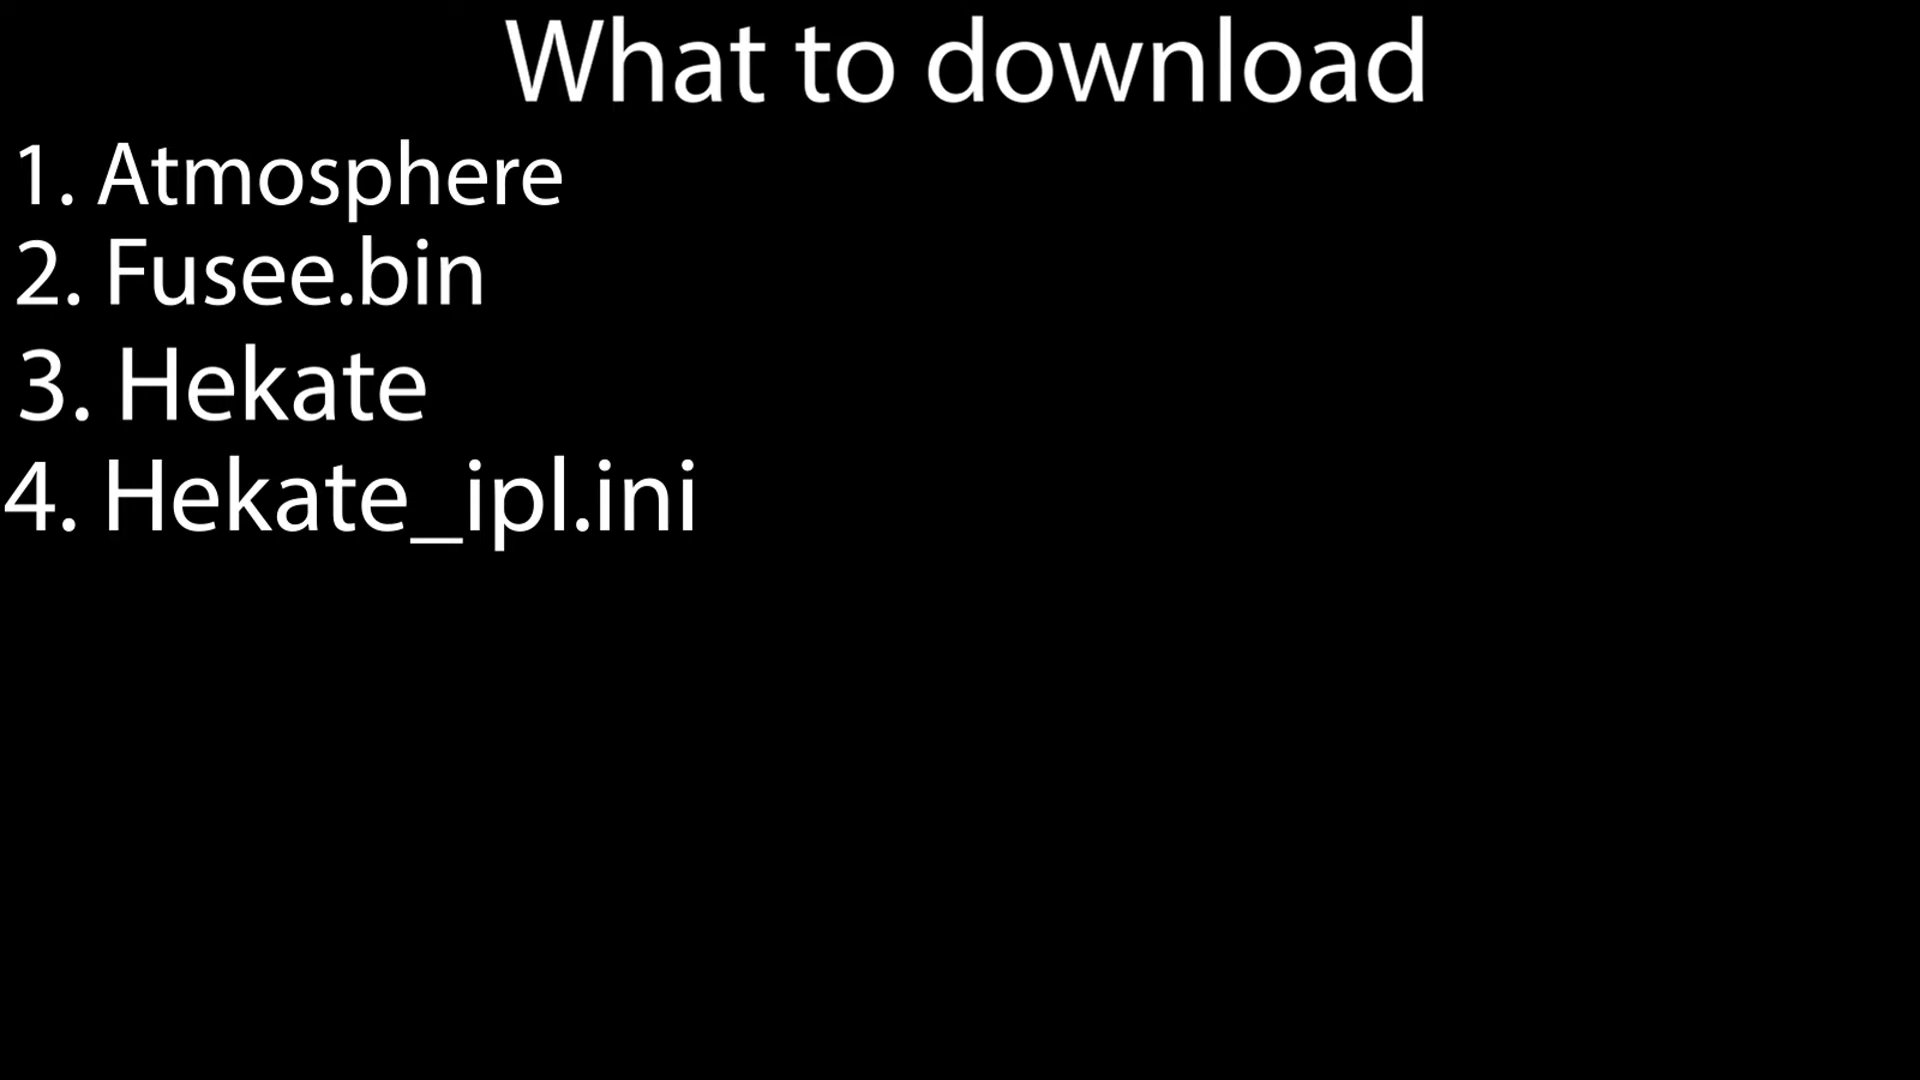 What to download
1. Atmosphere
2. Fusee.bin
3. Hekate
4. Hekate_ipl.ini